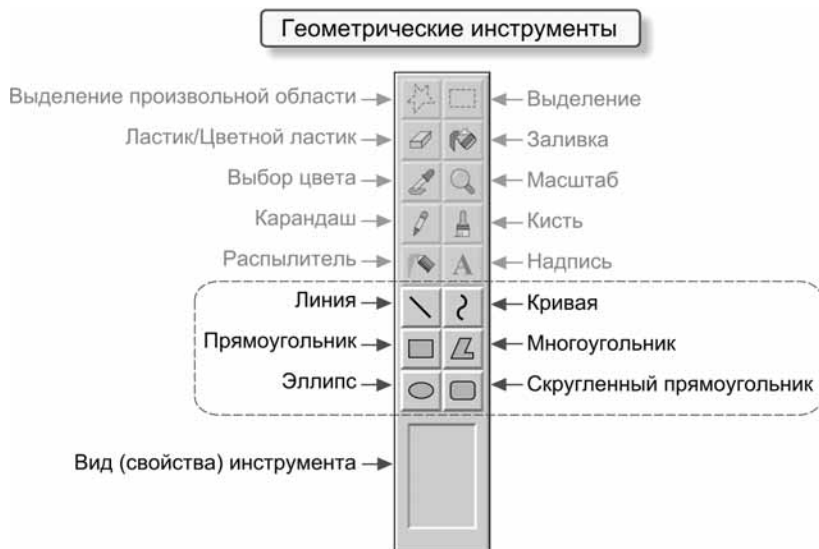 Геометрические инструменты
Выделение произвольной области
Выделение
Ластик/Цветной ластик
Заливка
Выбор цвета
Масштаб
Карандаш
Кисть
Распылитель
A
Надпись
Линия
Кривая
Прямоугольник
Многоугольник
Эллипс
Скругленный прямоугольник
Вид (свойства) инструмента